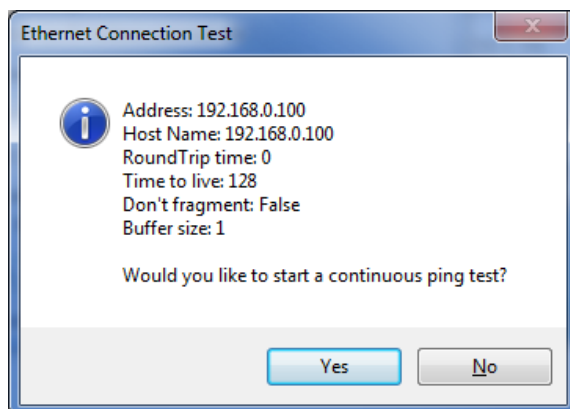 Ethernet Connection Test
Address: 192.168.0.100
Host Name: 192.168.0.100
RoundTrip time: 0
Time to live: 128
Don't fragment: False
Buffer size: 1
Would you like to start a continuous ping test?
Yes
No